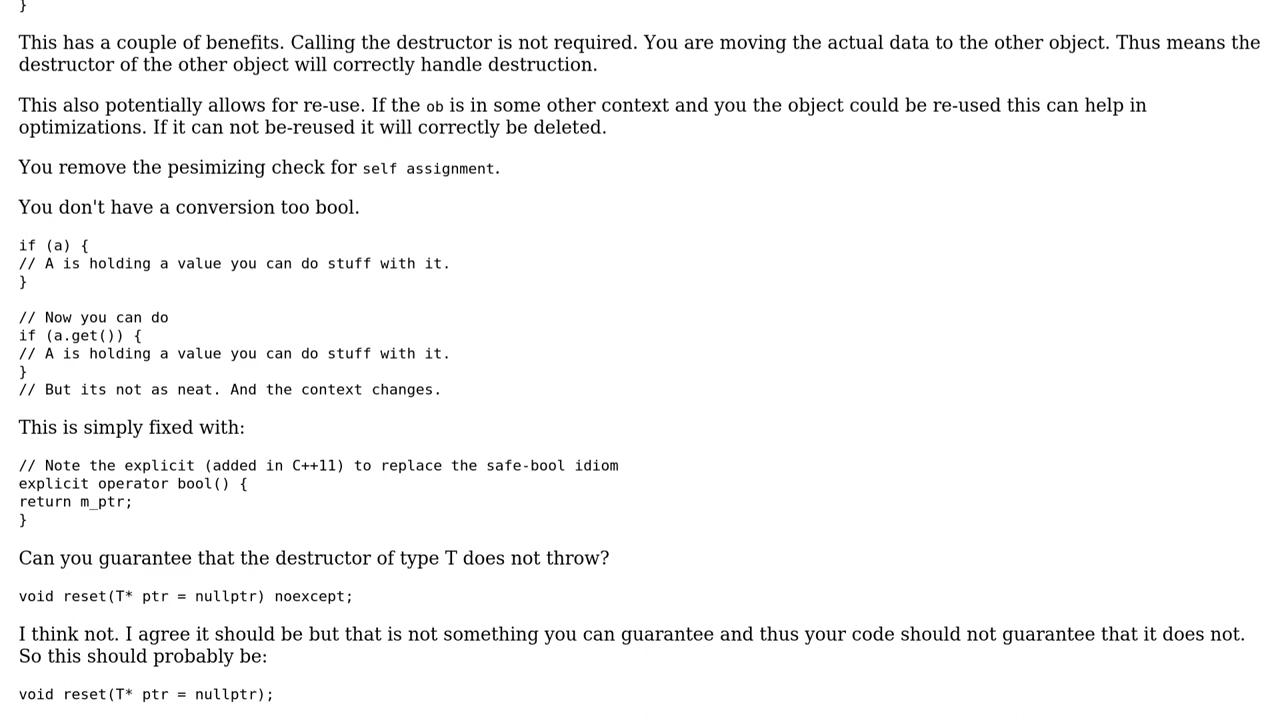 }
This has a couple of benefits. Calling the destructor is not required. You are moving the actual data to the other object. Thus means the
destructor of the other object will correctly handle destruction.
This also potentially allows for re-use. If the ob is in some other context and you the object could be re-used this can help in
optimizations. If it can not be-reused it will correctly be deleted.
You remove the pesimizing check for self assignment.
You don't have a conversion too bool.
if (a) {
// A is holding a value you can do stuff with it.
}
// Now you can do
if (a.get()) {
// A is holding a value you can do stuff with it.
}
// But its not as neat. And the context changes.
This is simply fixed with:
// Note the explicit (added in C++11) to replace the safe-bool idiom
explicit operator bool() {
return m_ptr;
}
Can you guarantee that the destructor of type T does not throw?
void reset(T* ptr = nullptr) noexcept;
I think not. I agree it should be but that is not something you can guarantee and thus your code should not guarantee that it does not.
So this should probably be:
void reset(T* ptr = nullptr);